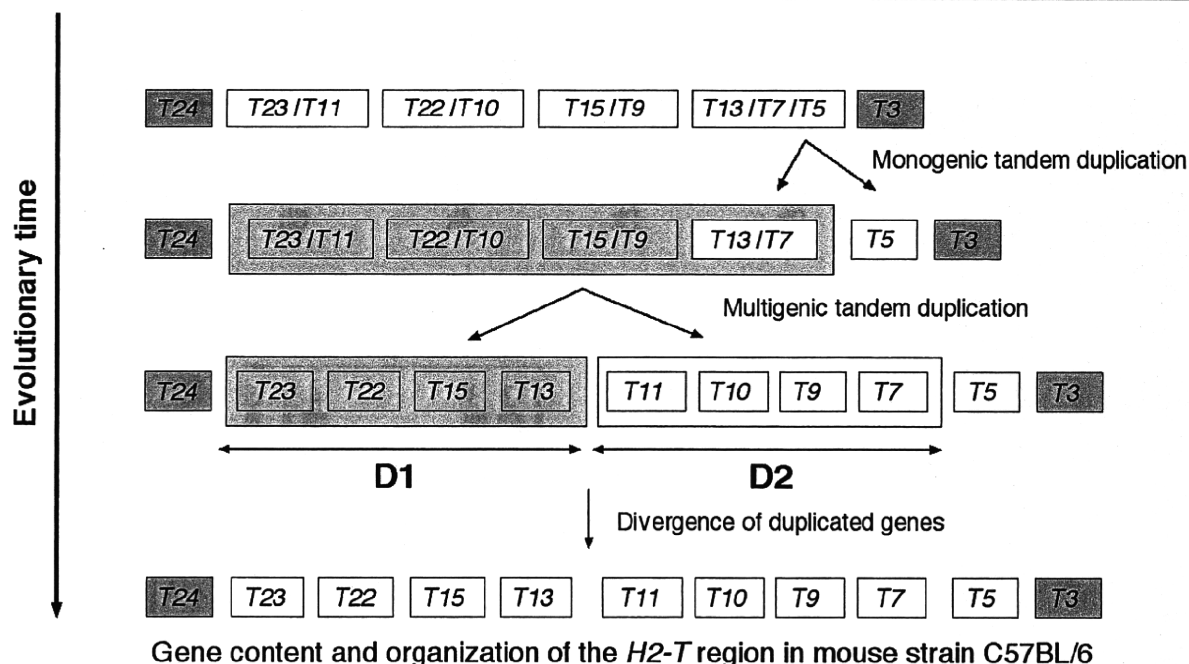 Evolutionary time
T24 T23/T11 T22/T10 T15/T9 T13/T7/T5 T3
Monogenic tandem duplication
T24 T23/T11 T22/T10 T15/T9 T13/T7 T5 T3
Multigenic tandem duplication
T24 T23 T22 T15 T13 T11 T10 T9 T7 T5 T3
D1 D2
Divergence of duplicated genes
T24 T23 T22 T15 T13 T11 T10 T9 T7 T5 T3
Gene content and organization of the H2-T region in mouse strain C57BL/6